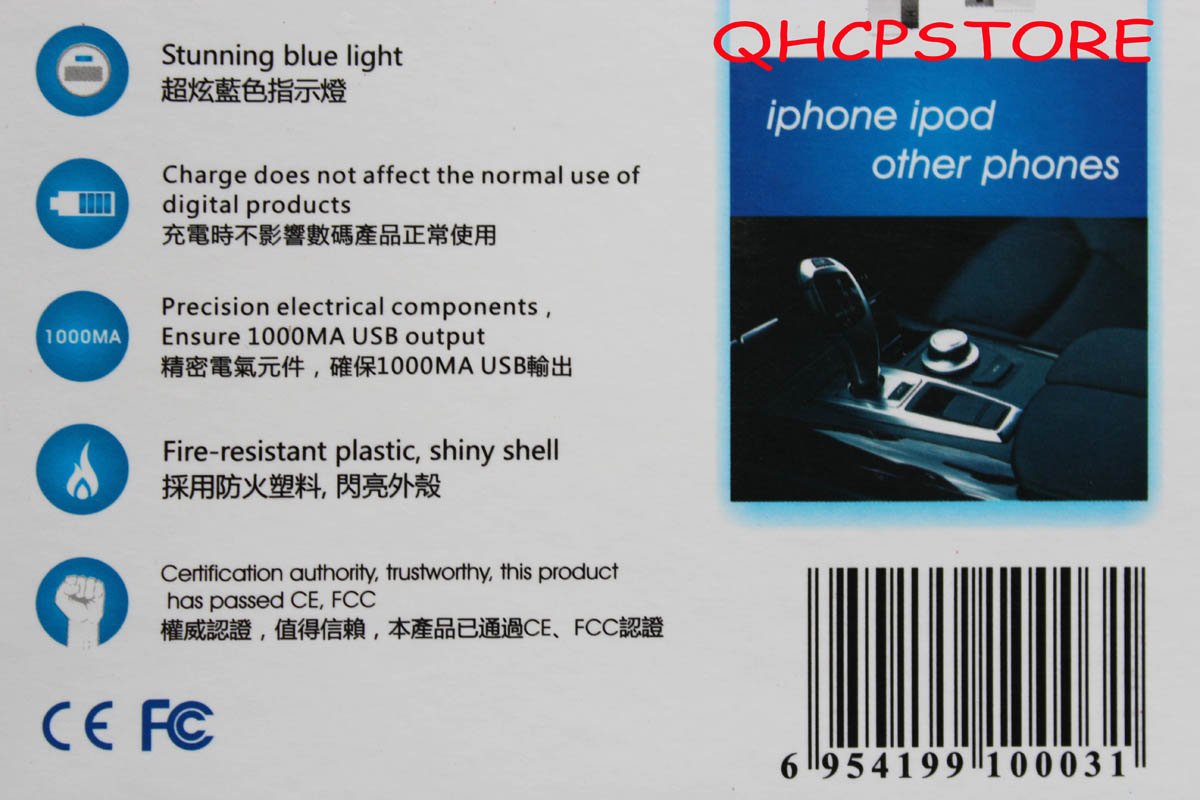 Stunning blue light
超炫藍色指示燈
Charge does not affect the normal use of
digital products
充電時不影響數碼產品正常使用
1000MA
Precision electrical components ,
Ensure 1000MA USB output
精密電氣元件，確保1000MA USB輸出
Fire-resistant plastic, shiny shell
採用防火塑料, 閃亮外殼
Certification authority, trustworthy, this product
has passed CE, FCC
權威認證，值得信賴，本產品已通過CE、FCC認證
CE FC
QHCPSTORE
iphone ipod
other phones
6 954199 100031